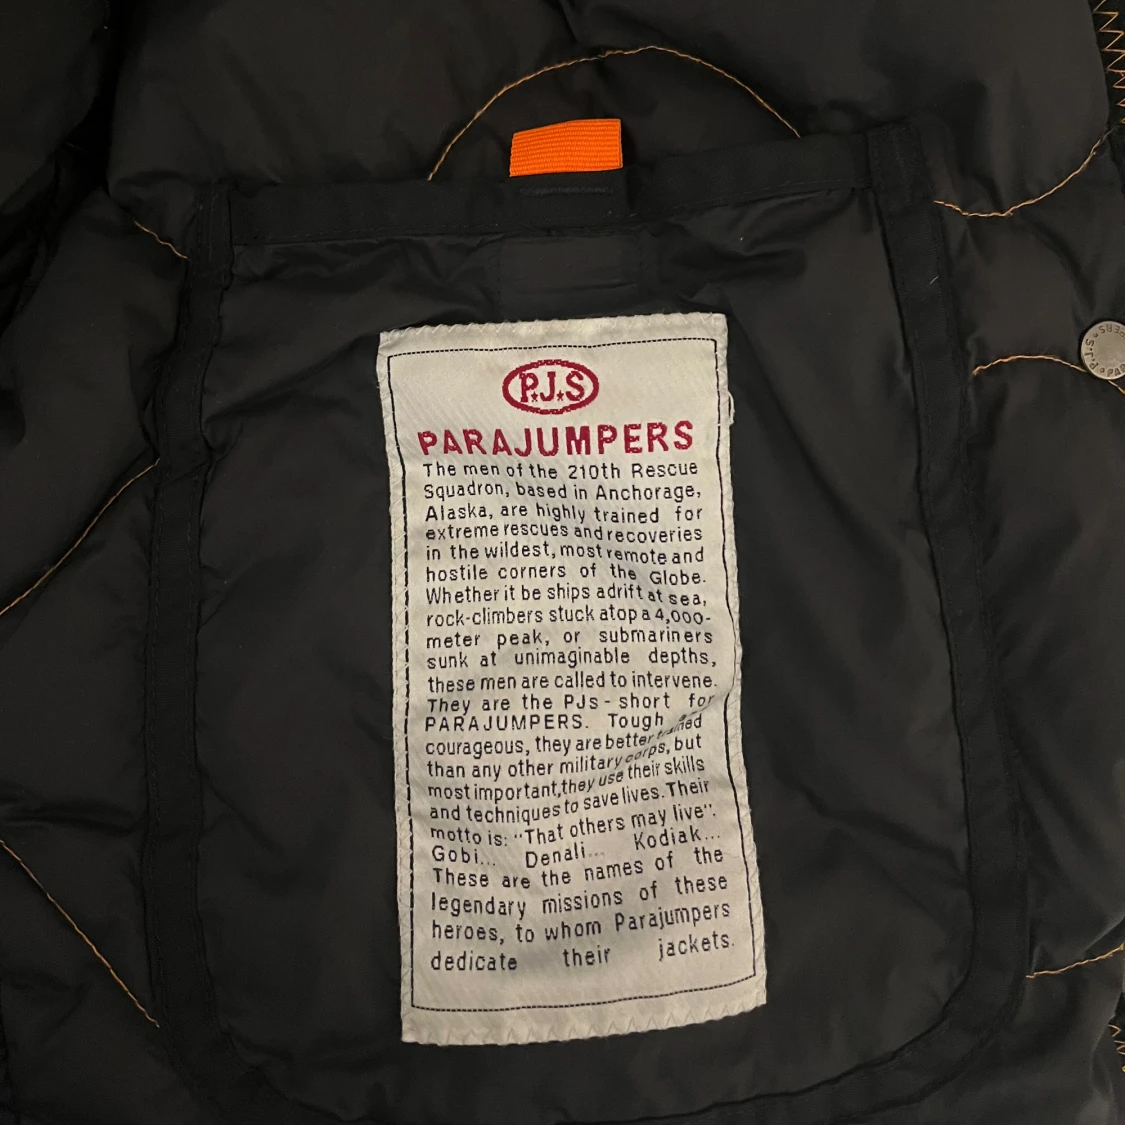 P.J.S
PARAJUMPERS
The men of the 210th Rescue
Squadron, based in Anchorage,
Alaska, are highly trained for
extreme rescues and recoveries
in the wildest, most remote and
hostile corners of the Globe.
Whether it be ships adrift at sea,
rock-climbers stuck atop a 4,000-
meter peak, or submariners
sunk at unimaginable depths,
these men are called to intervene.
They are the PJs - short for
PARAJUMPERS. Tough and
courageous, they are better trained
than any other military corps, but
most important, they use their skills
and techniques to save lives. Their
motto is: "That others may live".
Gobi... Denali... Kodiak...
These are the names of the
legendary missions of these
heroes, to whom Parajumpers
dedicate their jackets.